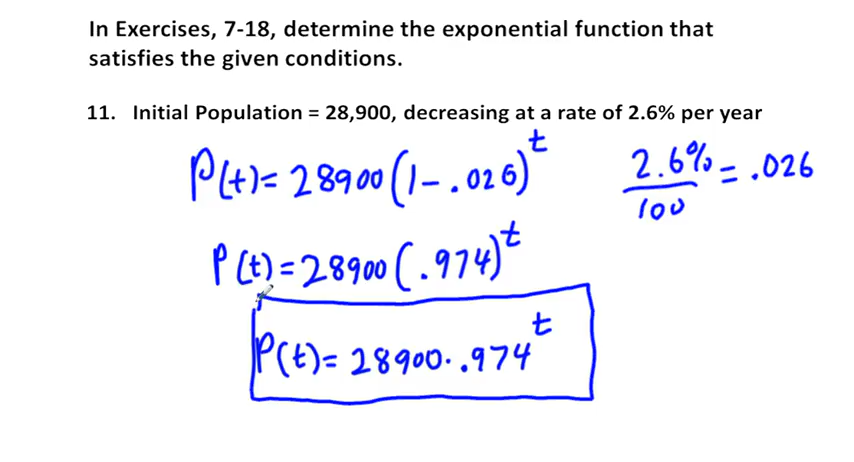 In Exercises, 7-18, determine the exponential function that
satisfies the given conditions.
11. Initial Population = 28,900, decreasing at a rate of 2.6% per year
P(t) = 28900 (1 - .026)^t
2.6%/100 = .026
P(t) = 28900 (.974)^t
P(t) = 28900 · .974^t